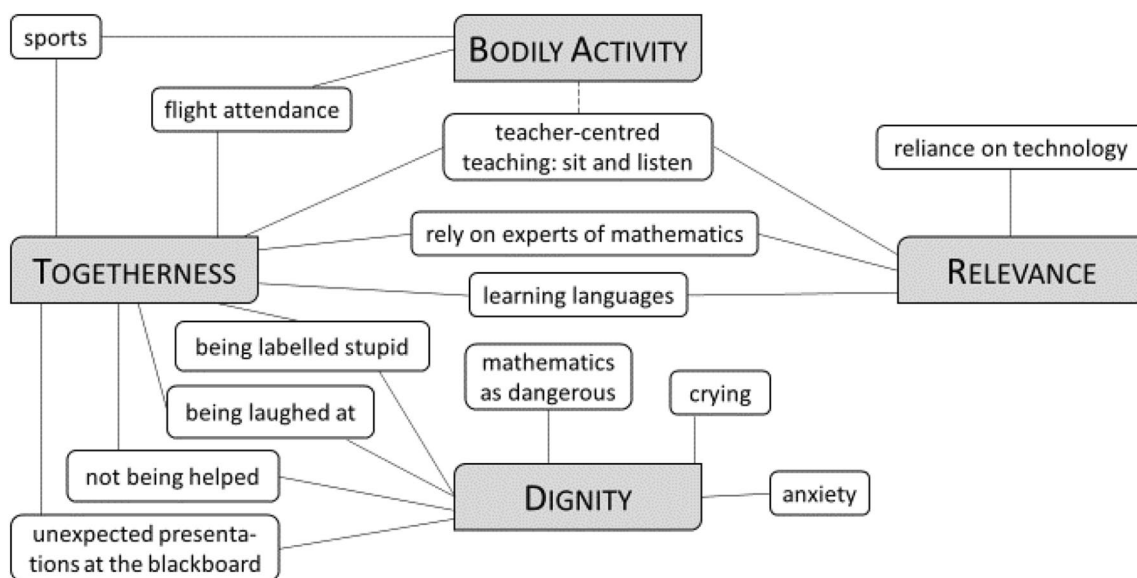 sports
BODILY ACTIVITY
flight attendance
teacher-centred
teaching: sit and listen
reliance on technology
rely on experts of mathematics
TOGETHERNESS
RELEVANCE
learning languages
being labelled stupid
mathematics
as dangerous
crying
being laughed at
not being helped
DIGNITY
anxiety
unexpected presenta-
tions at the blackboard